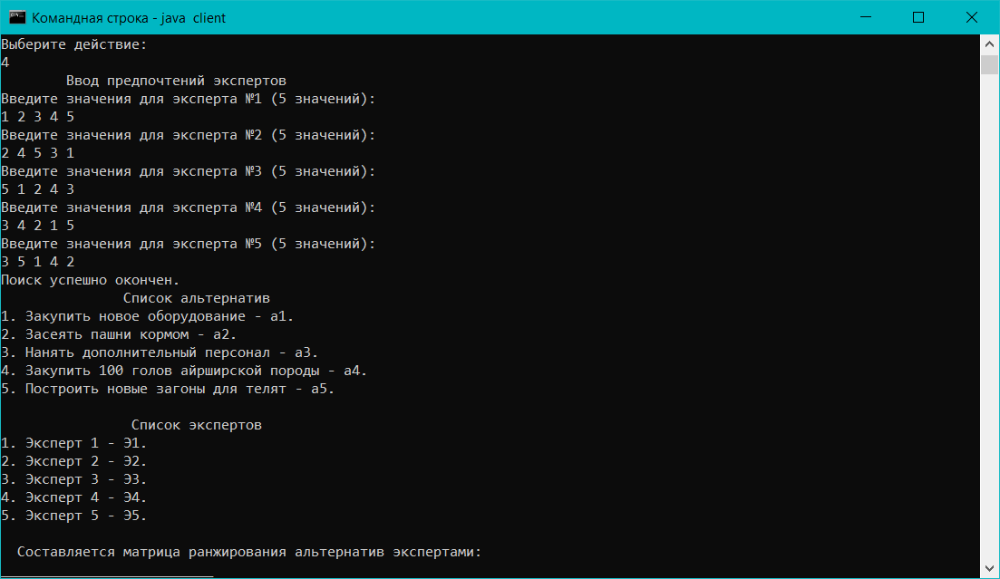 Командная строка - java  client
Выберите действие:
4
Ввод предпочтений экспертов
Введите значения для эксперта №1 (5 значений):
1 2 3 4 5
Введите значения для эксперта №2 (5 значений):
2 4 5 3 1
Введите значения для эксперта №3 (5 значений):
5 1 2 4 3
Введите значения для эксперта №4 (5 значений):
3 4 2 1 5
Введите значения для эксперта №5 (5 значений):
3 5 1 4 2
Поиск успешно окончен.
Список альтернатив
1. Закупить новое оборудование - a1.
2. Засеять пашни кормом - a2.
3. Нанять дополнительный персонал - a3.
4. Закупить 100 голов айрширской породы - a4.
5. Построить новые загоны для телят - a5.
Список экспертов
1. Эксперт 1 - Э1.
2. Эксперт 2 - Э2.
3. Эксперт 3 - Э3.
4. Эксперт 4 - Э4.
5. Эксперт 5 - Э5.
Составляется матрица ранжирования альтернатив экспертами: